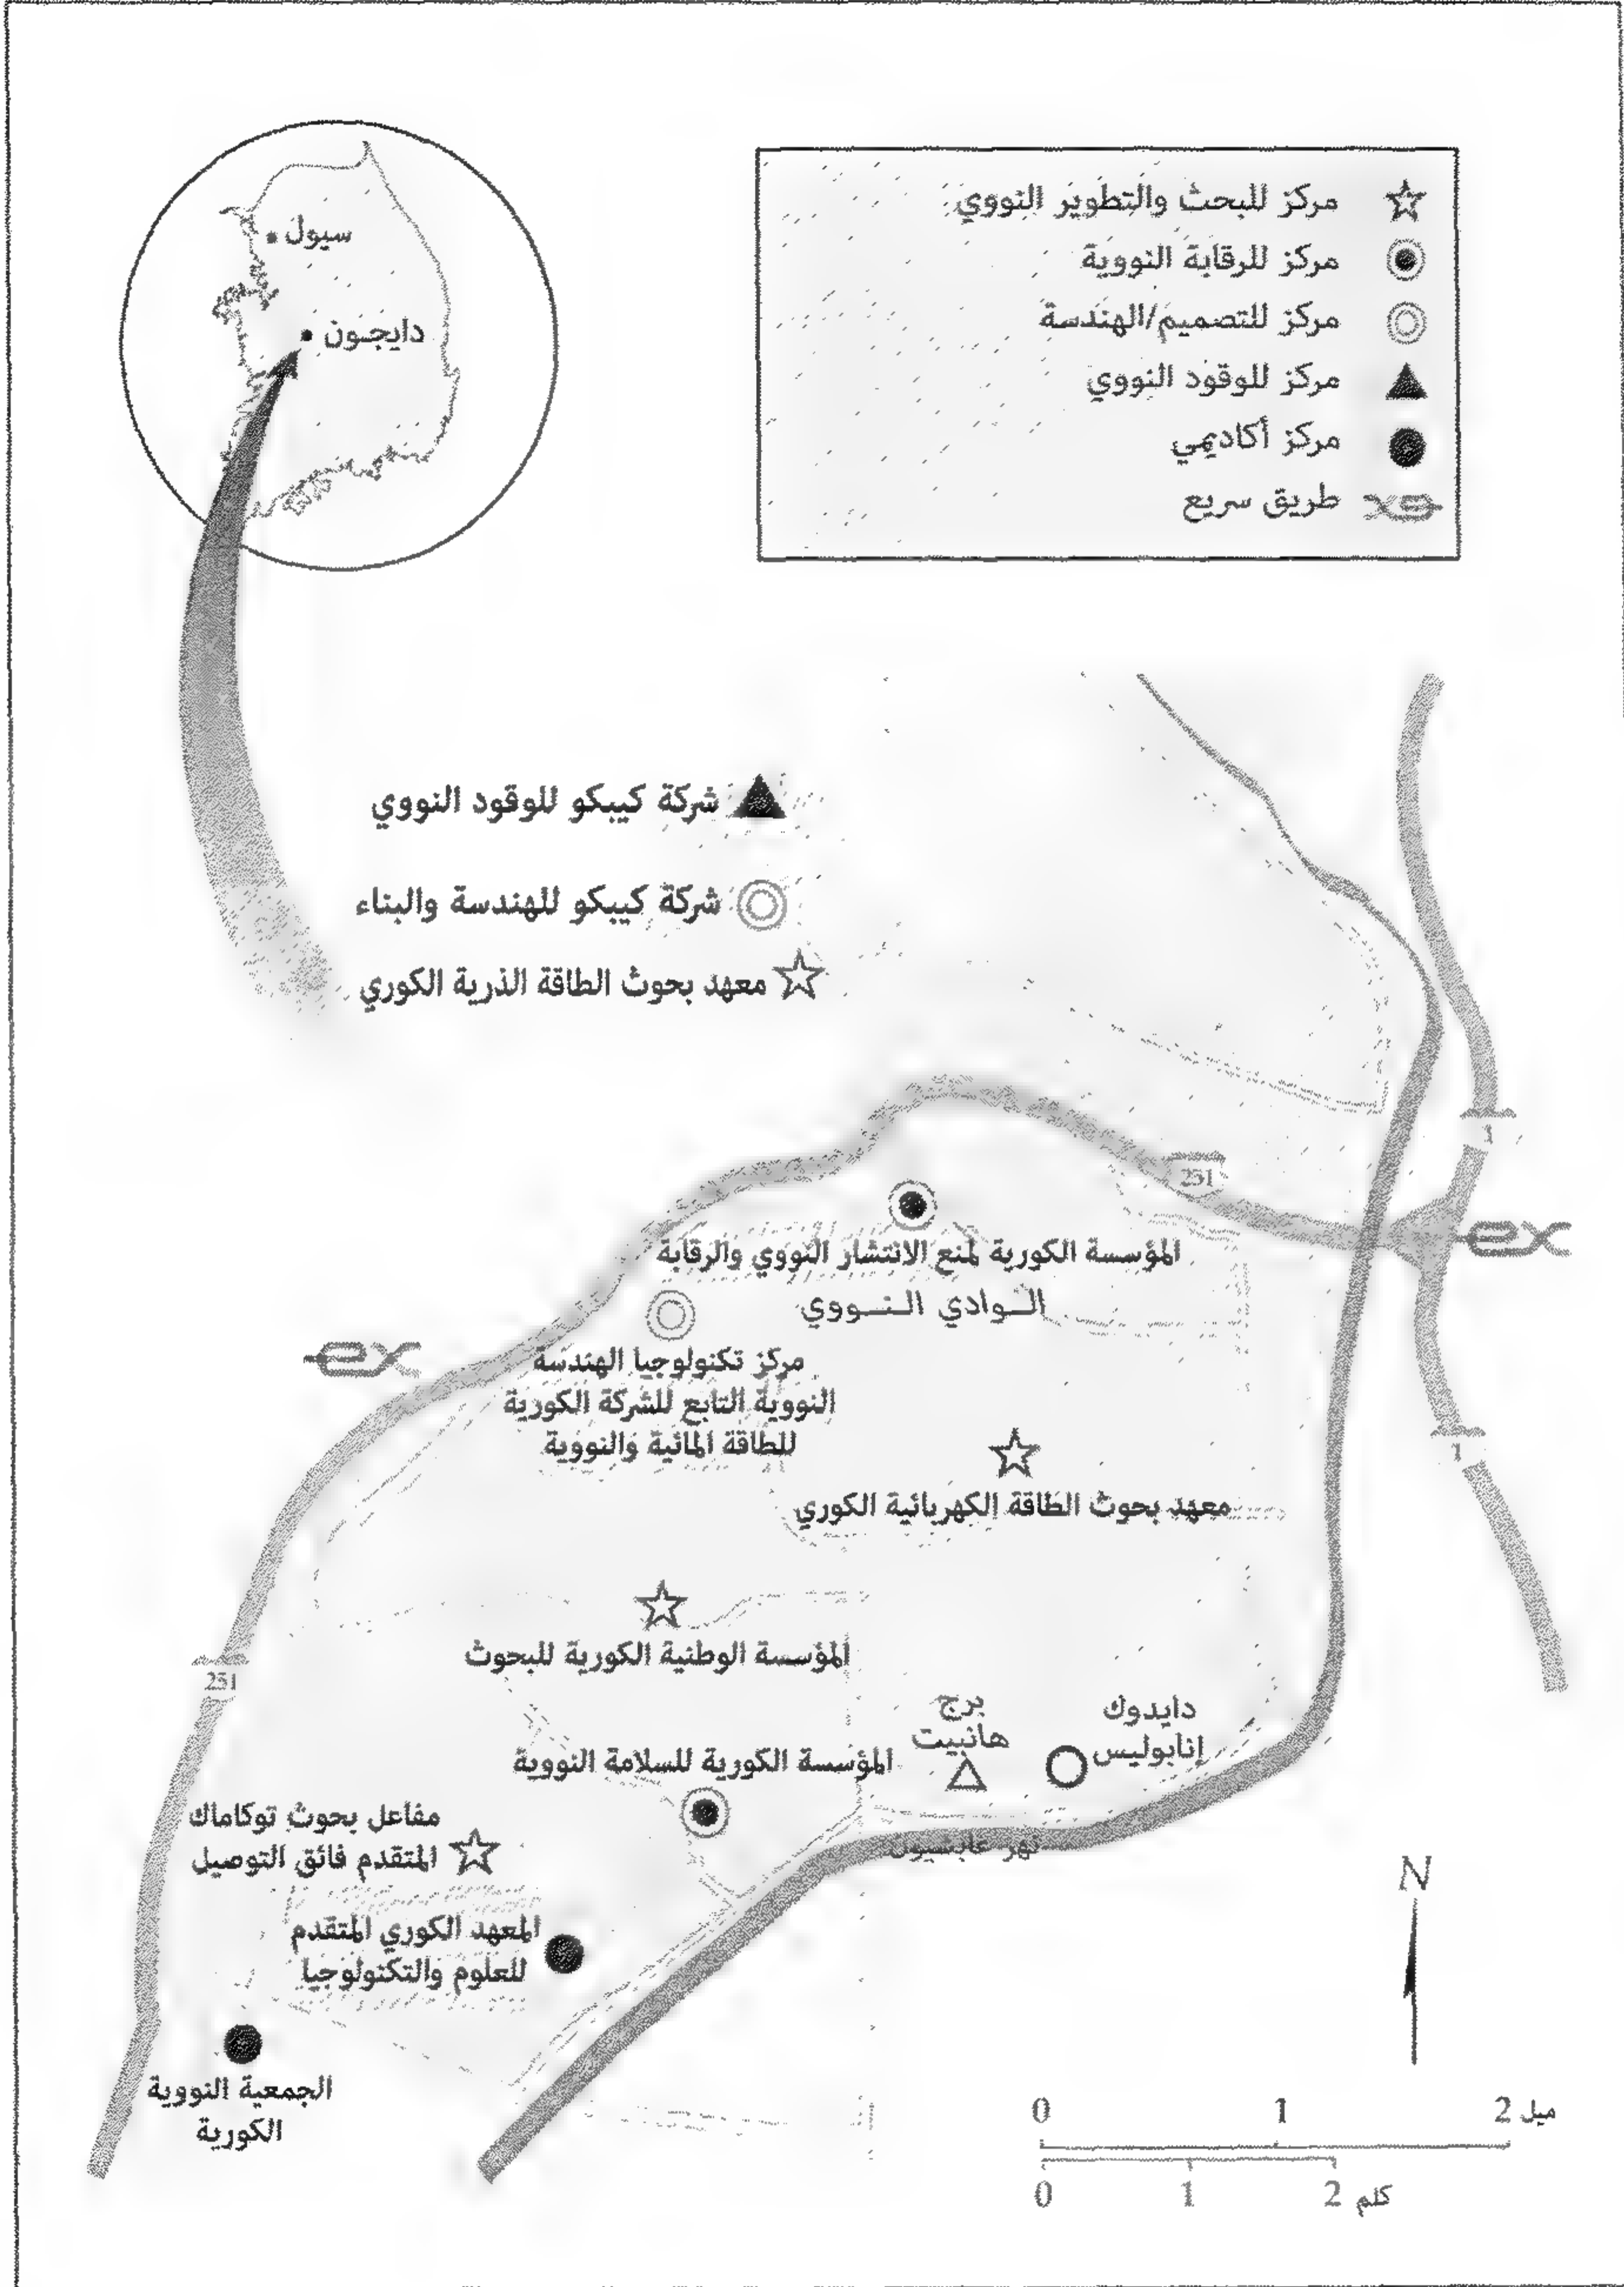 سيول
دايجون
مركز للبحث والتطوير النووي
مركز للرقابة النووية
مركز للتصميم/الهندسة
مركز للوقود النووي
مركز أكاديمي
ex طريق سريع
شركة كيبكو للوقود النووي
شركة كيبكو للهندسة والبناء
معهد بحوث الطاقة الذرية الكوري
1
251
ex
المؤسسة الكورية لمنع الانتشار النووي والرقابة
الوادي النووي
ex
مركز تكنولوجيا الهندسة
النووية التابع للشركة الكورية
للطاقة المائية والنووية
1
معهد بحوث الطاقة الكهربائية الكوري
المؤسسة الوطنية الكورية للبحوث
251
برج
هانبيت
دايدوك
إنابوليس
المؤسسة الكورية للسلامة النووية
نهر غابشيون
مفاعل بحوث توكاماك
المتقدم فائق التوصيل
المعهد الكوري المتقدم
للعلوم والتكنولوجيا
N
الجمعية النووية
الكورية
0 1 2 ميل
0 1 2 كلم